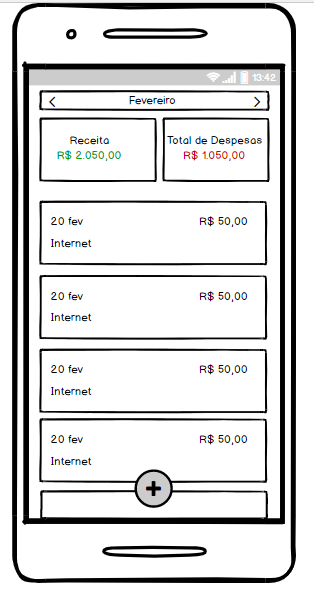 13:42
Fevereiro
Receita
R$ 2.050,00
Total de Despesas
R$ 1.050,00
20 fev R$ 50,00
Internet
20 fev R$ 50,00
Internet
20 fev R$ 50,00
Internet
20 fev R$ 50,00
Internet